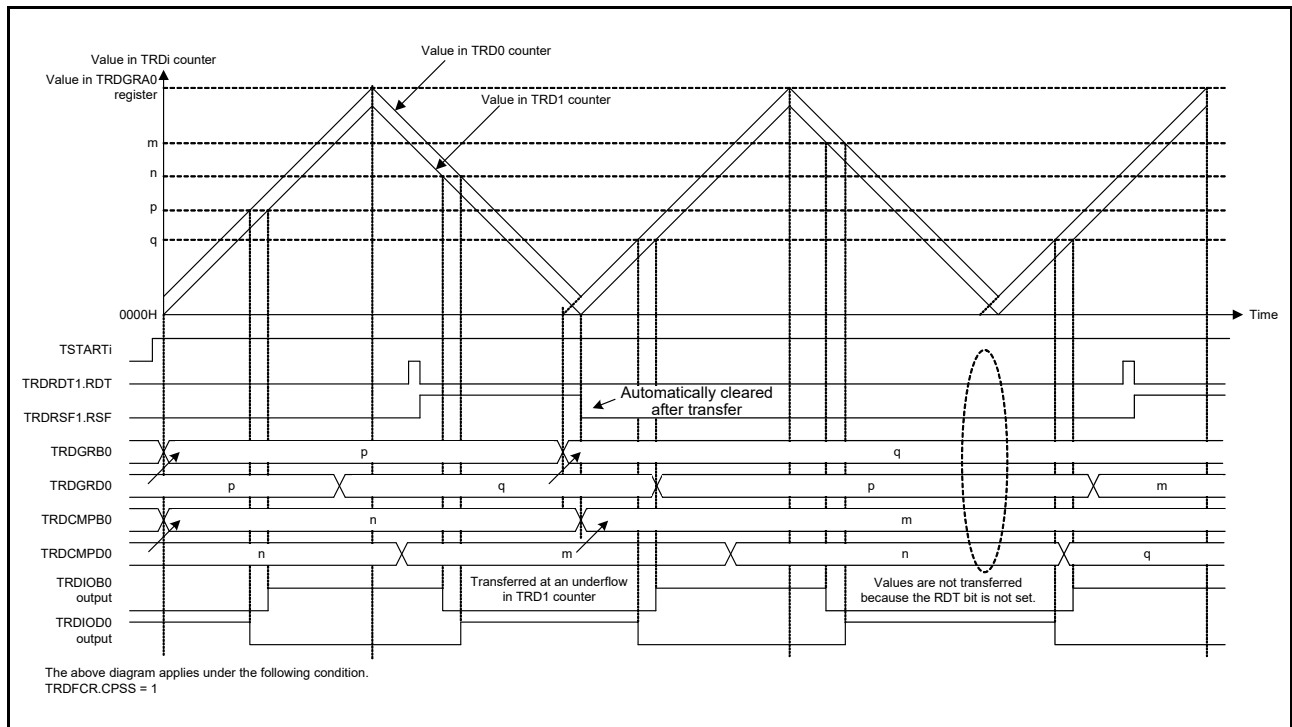 Value in TRD0 counter
Value in TRDi counter
Value in TRDGRA0
register
Value in TRD1 counter
m
n
p
q
0000H
Time
TSTARTi
TRDRDT1.RDT
TRDRSF1.RSF
Automatically cleared
after transfer
TRDGRB0
p
q
TRDGRD0
p
q
p
m
TRDCMPB0
n
m
TRDCMPD0
n
m
n
q
TRDIOB0
output
Transferred at an underflow
in TRD1 counter
Values are not transferred
because the RDT bit is not set.
TRDIOD0
output
The above diagram applies under the following condition.
TRDFCR.CPSS = 1